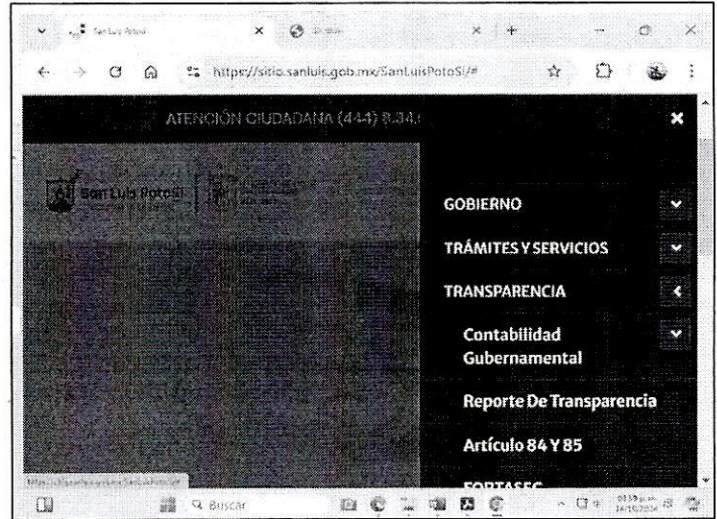 San Luis Potosí
https://sitio.sanluis.gob.mx/SanLuisPotoSi/#
ATENCIÓN CIUDADANA (444) 8.34.
San Luis Potosí
GOBIERNO
TRÁMITES Y SERVICIOS
TRANSPARENCIA
Contabilidad
Gubernamental
Reporte De Transparencia
Artículo 84 Y 85
FORTASEG
Buscar